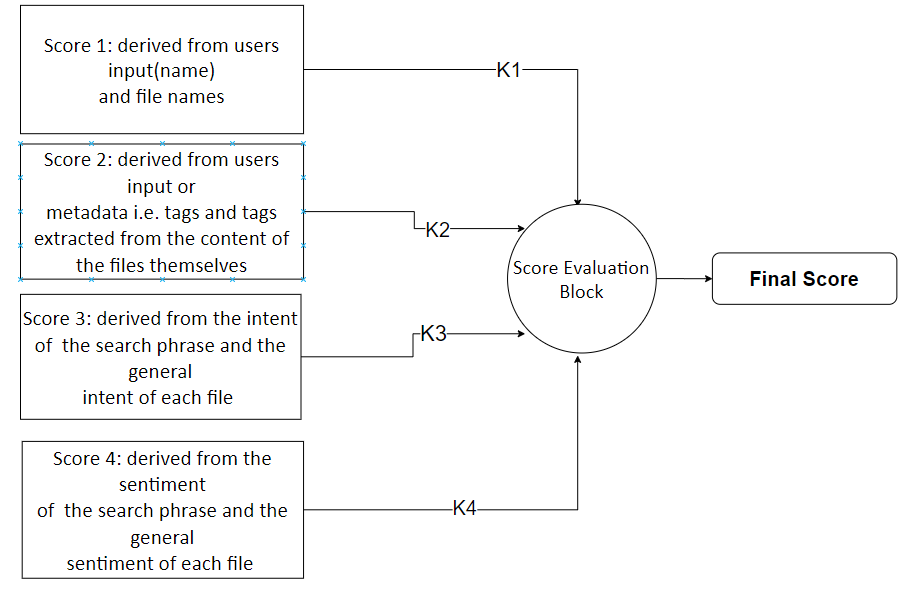 Score 1: derived from users
input(name)
and file names
K1
Score 2: derived from users
input or
metadata i.e. tags and tags
extracted from the content of
the files themselves
K2
Score Evaluation
Block
Final Score
Score 3: derived from the intent
of the search phrase and the
general
intent of each file
K3
Score 4: derived from the
sentiment
of the search phrase and the
general
sentiment of each file
K4